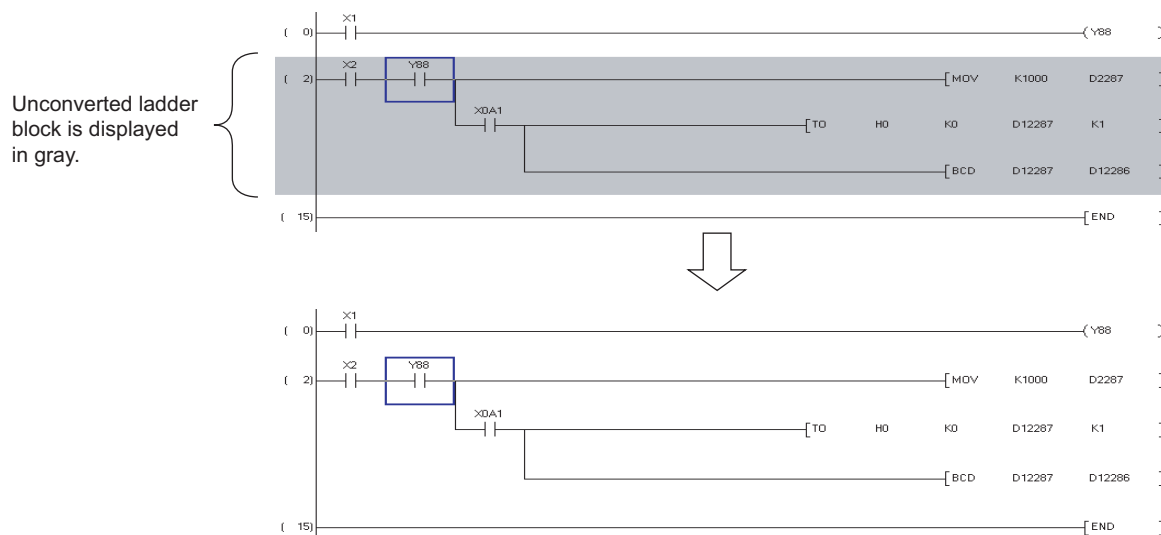 X1
( 0) ( Y88 )
Unconverted ladder
block is displayed
in gray.
X2 Y88
( 2) [ MOV K1000 D2287 ]
X0A1
[ TO H0 K0 D12287 K1 ]
[ BCD D12287 D12286 ]
( 15) [ END ]
X1
( 0) ( Y88 )
X2 Y88
( 2) [ MOV K1000 D2287 ]
X0A1
[ TO H0 K0 D12287 K1 ]
[ BCD D12287 D12286 ]
( 15) [ END ]